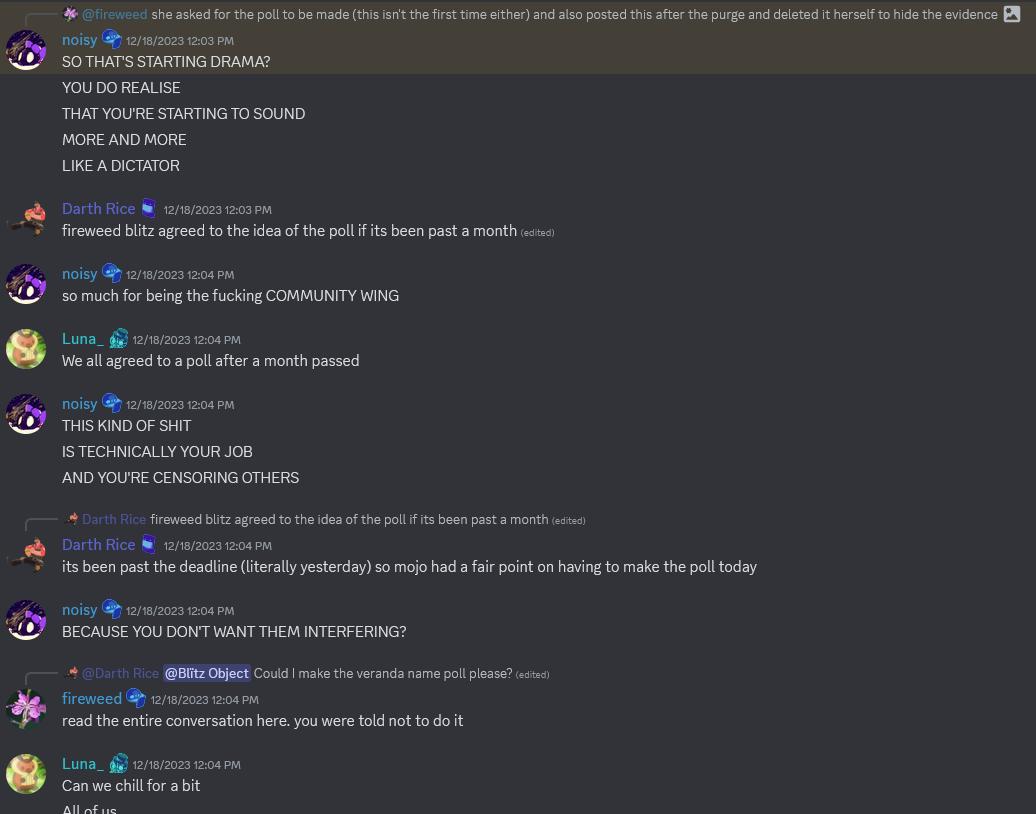 @fireweed she asked for the poll to be made (this isn't the first time either) and also posted this after the purge and deleted it herself to hide the evidence
noisy 12/18/2023 12:03 PM
SO THAT'S STARTING DRAMA?
YOU DO REALISE
THAT YOU'RE STARTING TO SOUND
MORE AND MORE
LIKE A DICTATOR
Darth Rice 12/18/2023 12:03 PM
fireweed blitz agreed to the idea of the poll if its been past a month (edited)
noisy 12/18/2023 12:04 PM
so much for being the fucking COMMUNITY WING
Luna_ 12/18/2023 12:04 PM
We all agreed to a poll after a month passed
noisy 12/18/2023 12:04 PM
THIS KIND OF SHIT
IS TECHNICALLY YOUR JOB
AND YOU'RE CENSORING OTHERS
Darth Rice fireweed blitz agreed to the idea of the poll if its been past a month (edited)
Darth Rice 12/18/2023 12:04 PM
its been past the deadline (literally yesterday) so mojo had a fair point on having to make the poll today
noisy 12/18/2023 12:04 PM
BECAUSE YOU DON'T WANT THEM INTERFERING?
@Darth Rice @Blïtz Object Could I make the veranda name poll please? (edited)
fireweed 12/18/2023 12:04 PM
read the entire conversation here. you were told not to do it
Luna_ 12/18/2023 12:04 PM
Can we chill for a bit
All of us